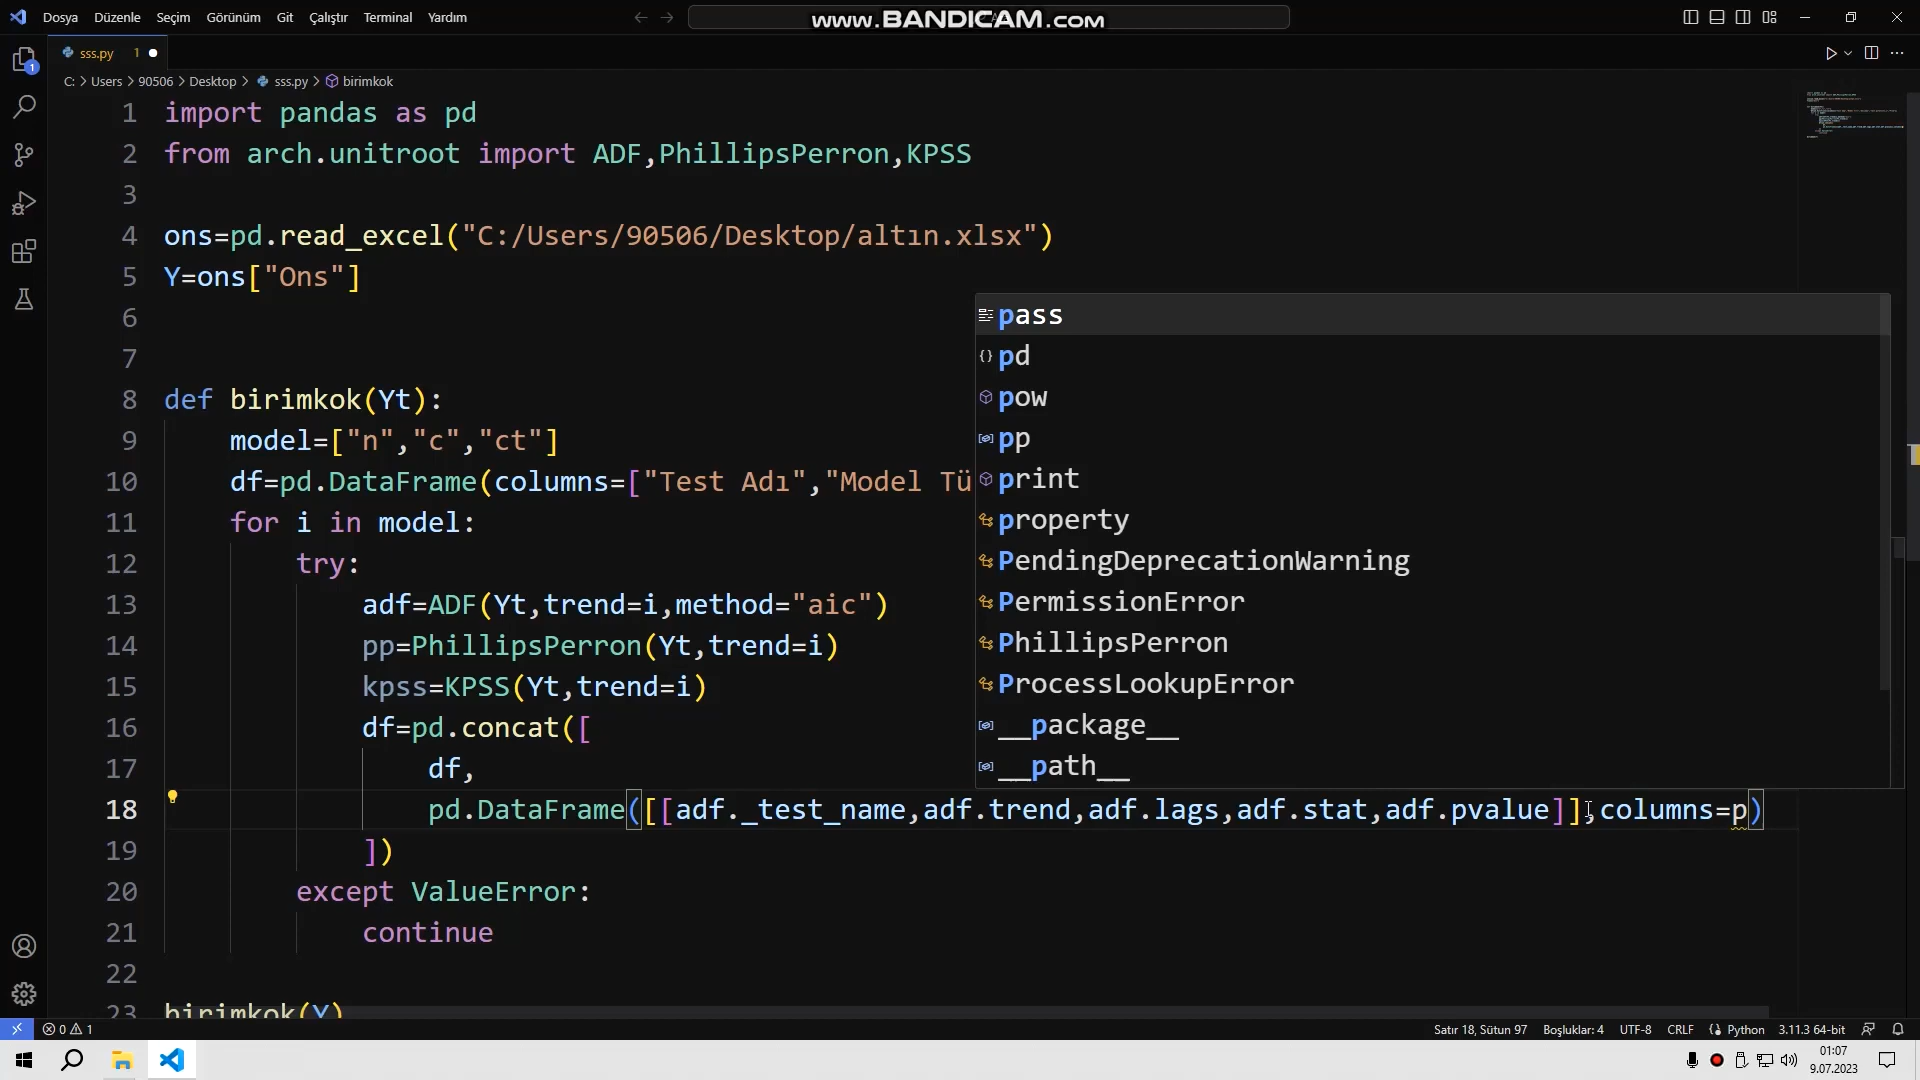 Dosya Düzenle Seçim Görünüm Git Çalıştır Terminal Yardım
www.BANDICAM.com
sss.py 1
C: > Users > 90506 > Desktop > sss.py > birimkok
1 import pandas as pd
2 from arch.unitroot import ADF,PhillipsPerron,KPSS
3
4 ons=pd.read_excel("C:/Users/90506/Desktop/altın.xlsx")
5 Y=ons["Ons"]
6
7
8 def birimkok(Yt):
9 model=["n","c","ct"]
10 df=pd.DataFrame(columns=["Test Adı","Model Tü
11 for i in model:
12 try:
13 adf=ADF(Yt,trend=i,method="aic")
14 pp=PhillipsPerron(Yt,trend=i)
15 kpss=KPSS(Yt,trend=i)
16 df=pd.concat([
17 df,
18 pd.DataFrame([[adf._test_name,adf.trend,adf.lags,adf.stat,adf.pvalue]],columns=p)
19 ])
20 except ValueError:
21 continue
22
23 birimkok(Y)
pass
pd
pow
pp
print
property
PendingDeprecationWarning
PermissionError
PhillipsPerron
ProcessLookupError
__package__
__path__
0 1
Satır 18, Sütun 97 Boşluklar: 4 UTF-8 CRLF Python 3.11.3 64-bit
01:07
9.07.2023